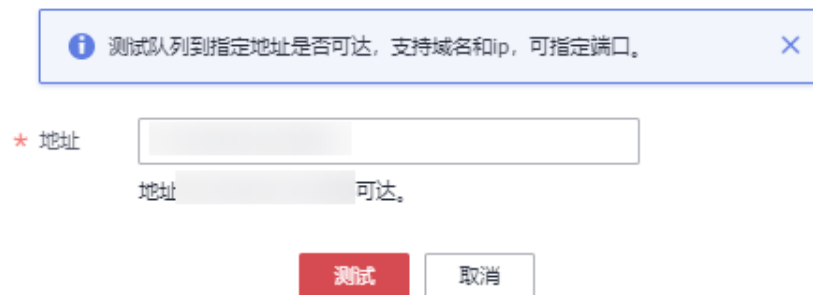 测试队列到指定地址是否可达，支持域名和ip，可指定端口。
* 地址
地址 可达。
测试 取消